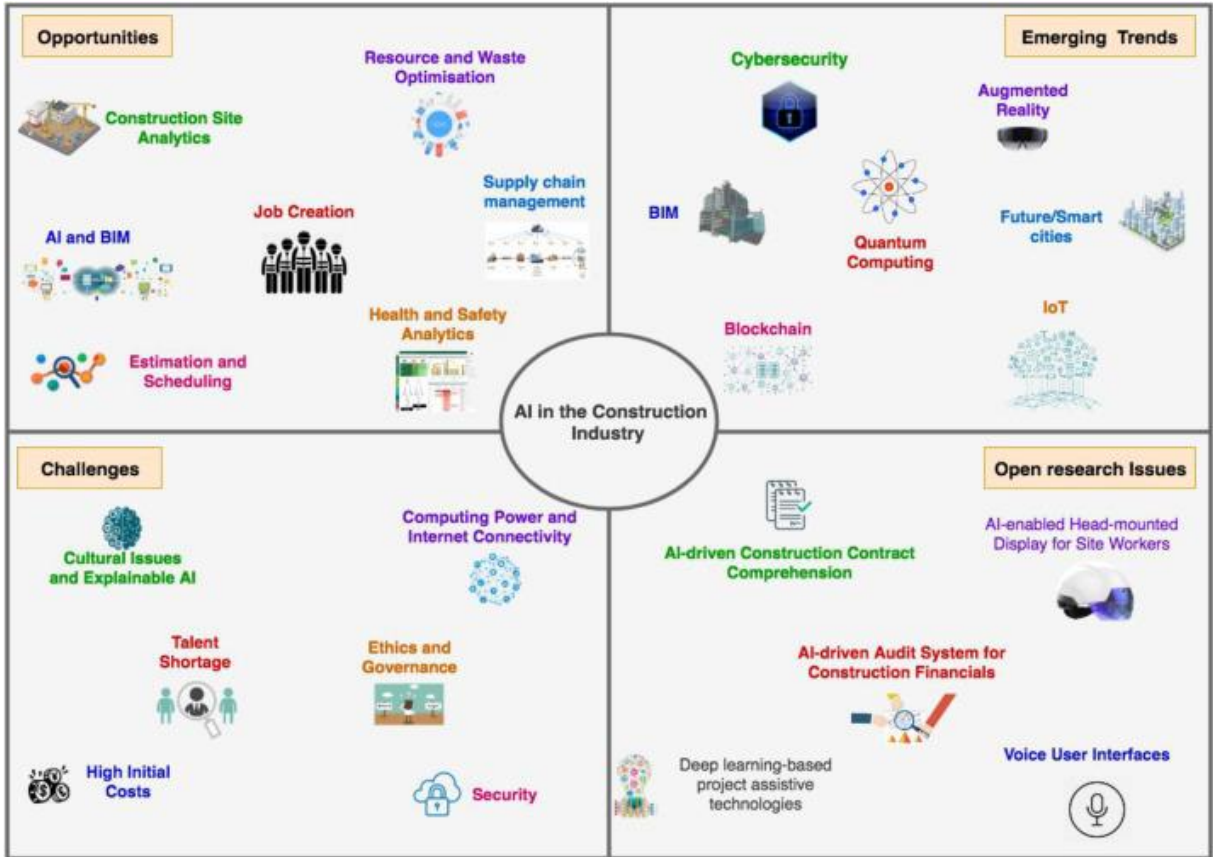 Opportunities
Resource and Waste
Optimisation
Construction Site
Analytics
Supply chain
management
Job Creation
AI and BIM
Health and Safety
Analytics
Estimation and
Scheduling
Emerging Trends
Cybersecurity
Augmented
Reality
BIM
Quantum
Computing
Future/Smart
cities
Blockchain
IoT
AI in the Construction
Industry
Challenges
Cultural Issues
and Explainable AI
Computing Power and
Internet Connectivity
Talent
Shortage
Ethics and
Governance
High Initial
Costs
Security
Open research Issues
AI-driven Construction Contract
Comprehension
AI-enabled Head-mounted
Display for Site Workers
AI-driven Audit System for
Construction Financials
Deep learning-based
project assistive
technologies
Voice User Interfaces